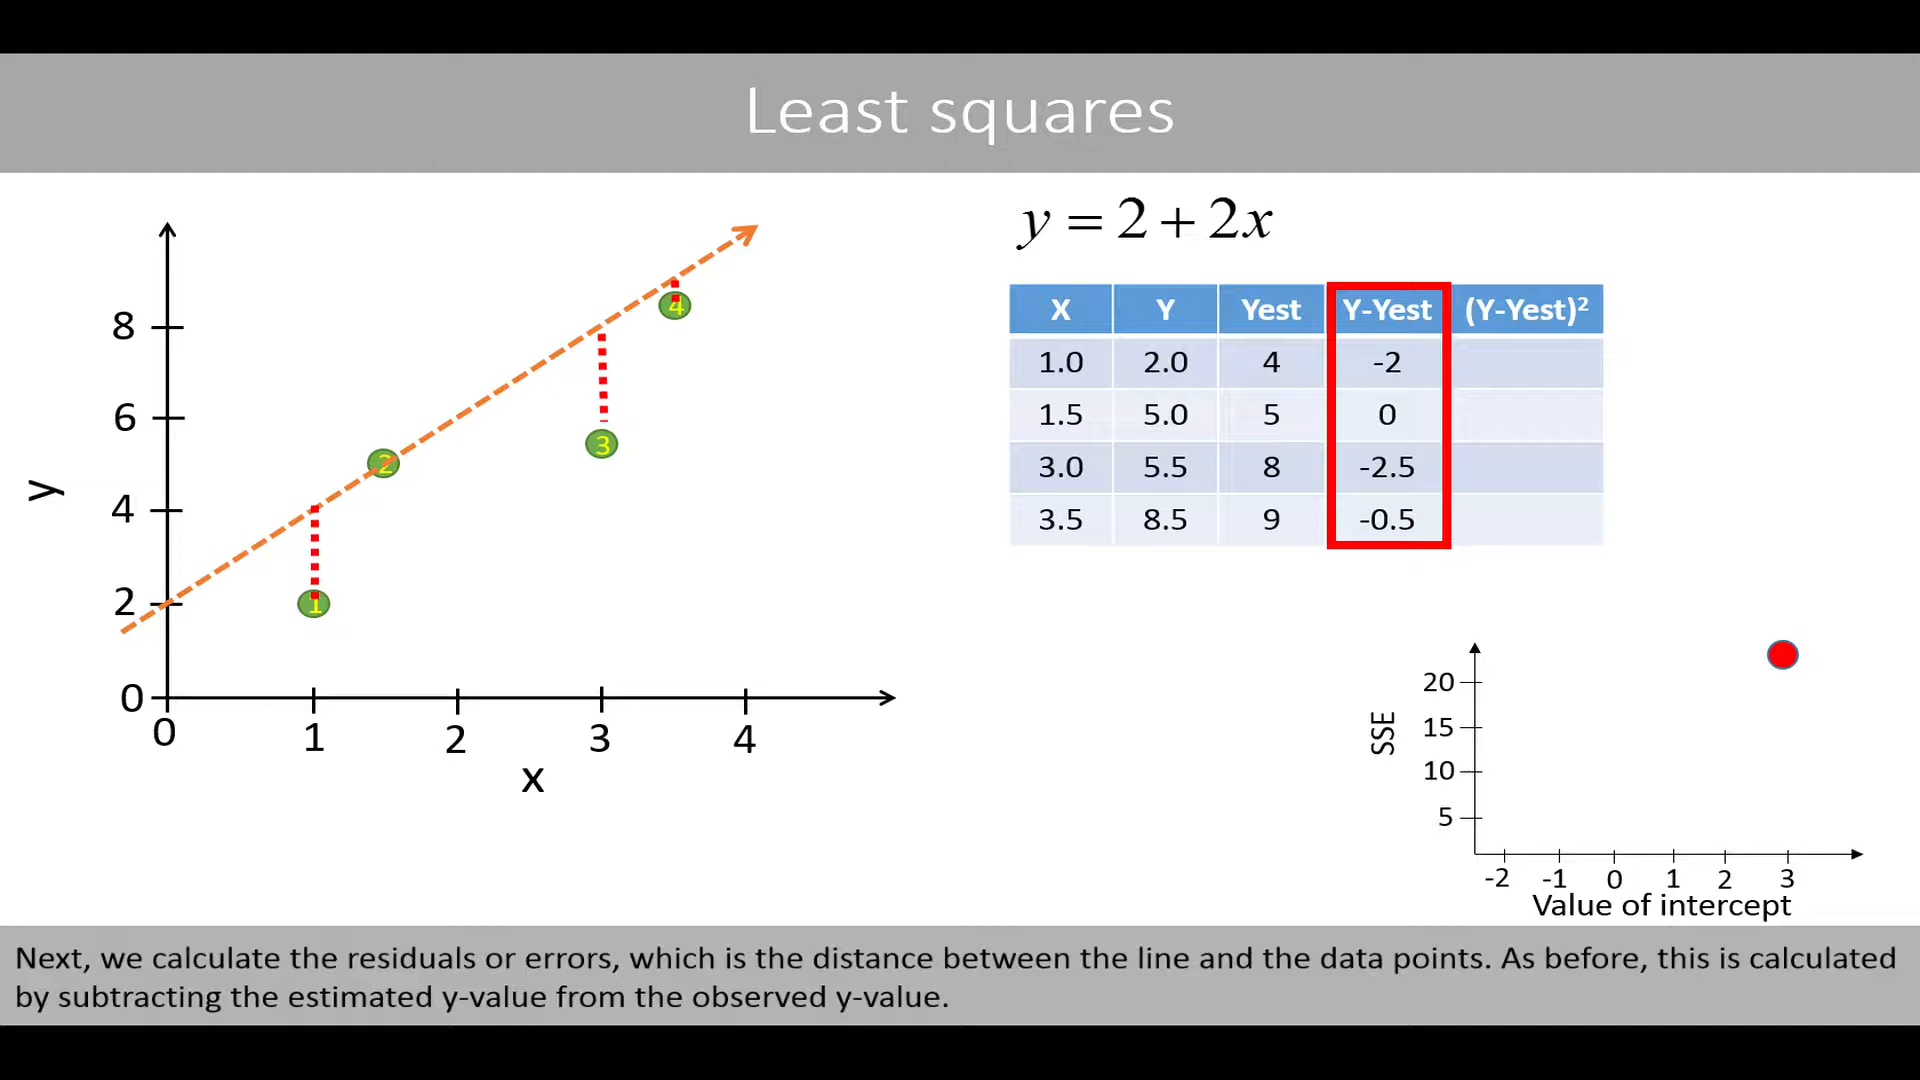 Least squares
y = 2 + 2x
X Y Yest Y-Yest (Y-Yest)²
1.0 2.0 4 -2
1.5 5.0 5 0
3.0 5.5 8 -2.5
3.5 8.5 9 -0.5
8
6
4
2
0
y
0 1 2 3 4
x
1
2
3
4
20
15
10
5
SSE
-2 -1 0 1 2 3
Value of intercept
Next, we calculate the residuals or errors, which is the distance between the line and the data points. As before, this is calculated
by subtracting the estimated y-value from the observed y-value.